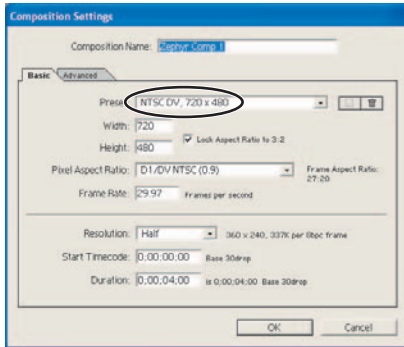 Composition Settings
Composition Name: Zephyr Comp 1
Basic Advanced
Preset: NTSC DV, 720 x 480
Width: 720
Lock Aspect Ratio to 3:2
Height: 480
Pixel Aspect Ratio: D1/DV NTSC (0.9) Frame Aspect Ratio:
27:20
Frame Rate: 29.97 Frames per second
Resolution: Half 360 x 240, 337K per 8bpc frame
Start Timecode: 0;00;00;00 Base 30drop
Duration: 0;00;04;00 is 0;00;04;00 Base 30drop
OK Cancel